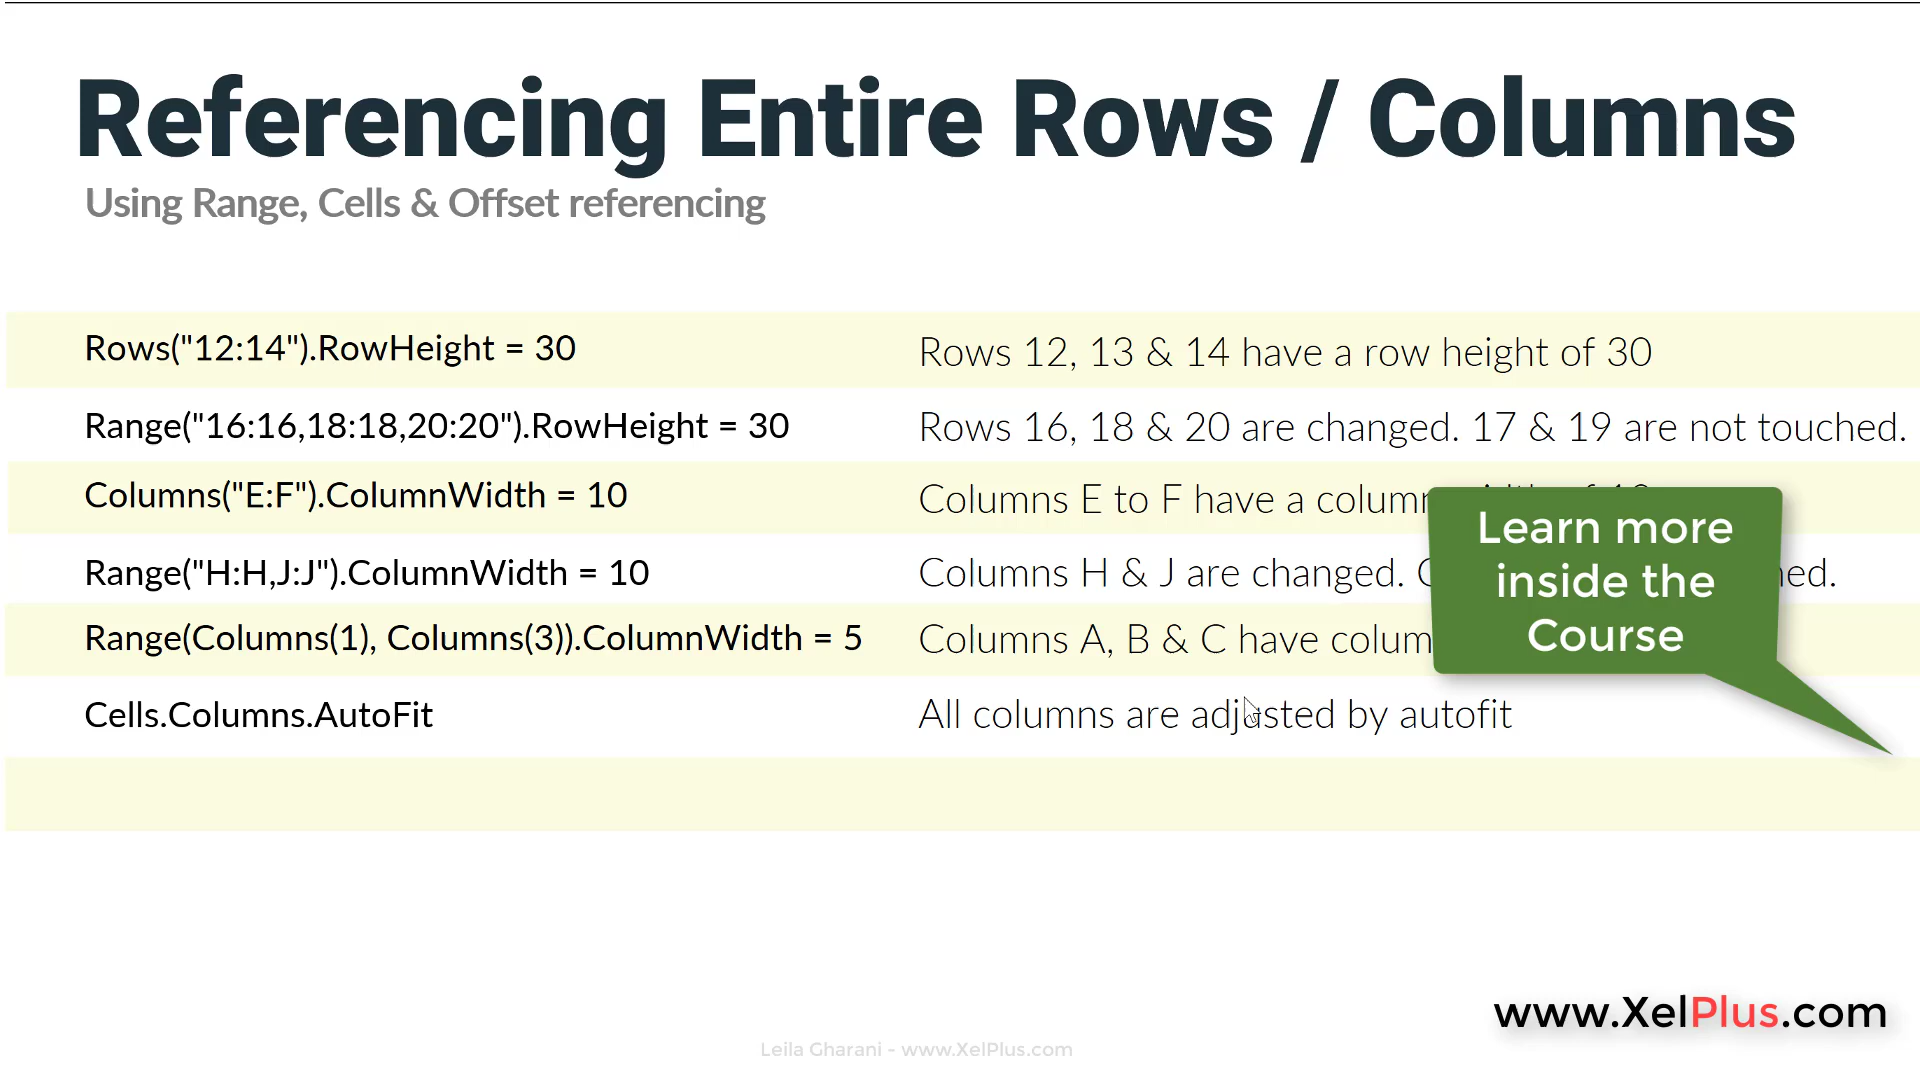 Referencing Entire Rows / Columns
Using Range, Cells & Offset referencing
Rows("12:14").RowHeight = 30 Rows 12, 13 & 14 have a row height of 30
Range("16:16,18:18,20:20").RowHeight = 30 Rows 16, 18 & 20 are changed. 17 & 19 are not touched.
Columns("E:F").ColumnWidth = 10 Columns E to F have a
Range("H:H,J:J").ColumnWidth = 10 Columns H & J are changed.
Range(Columns(1), Columns(3)).ColumnWidth = 5 Columns A, B & C have
Cells.Columns.AutoFit All columns are adjusted by autofit
Learn more
inside the
Course
www.XelPlus.com
Leila Gharani - www.XelPlus.com